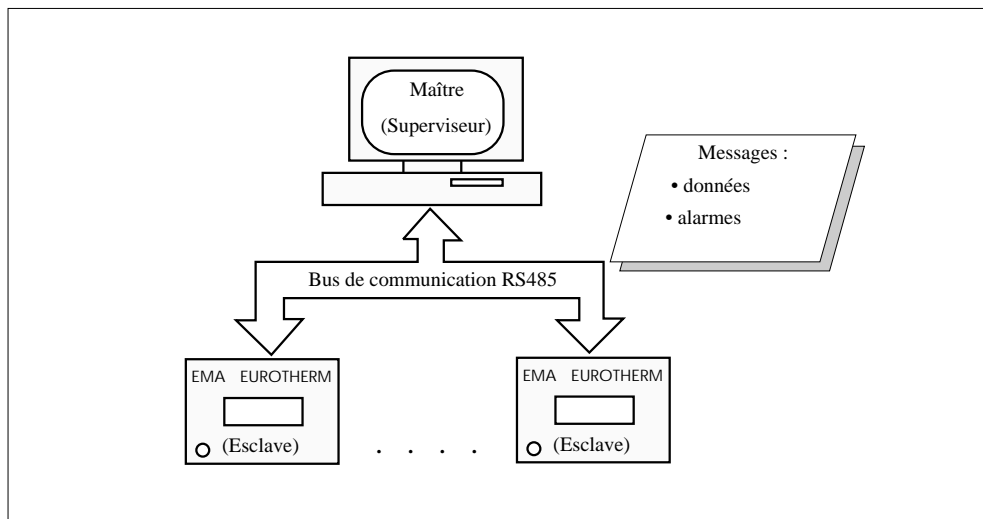 Maître
(Superviseur)
Messages :
• données
• alarmes
Bus de communication RS485
EMA EUROTHERM
(Esclave)
. . . .
EMA EUROTHERM
(Esclave)